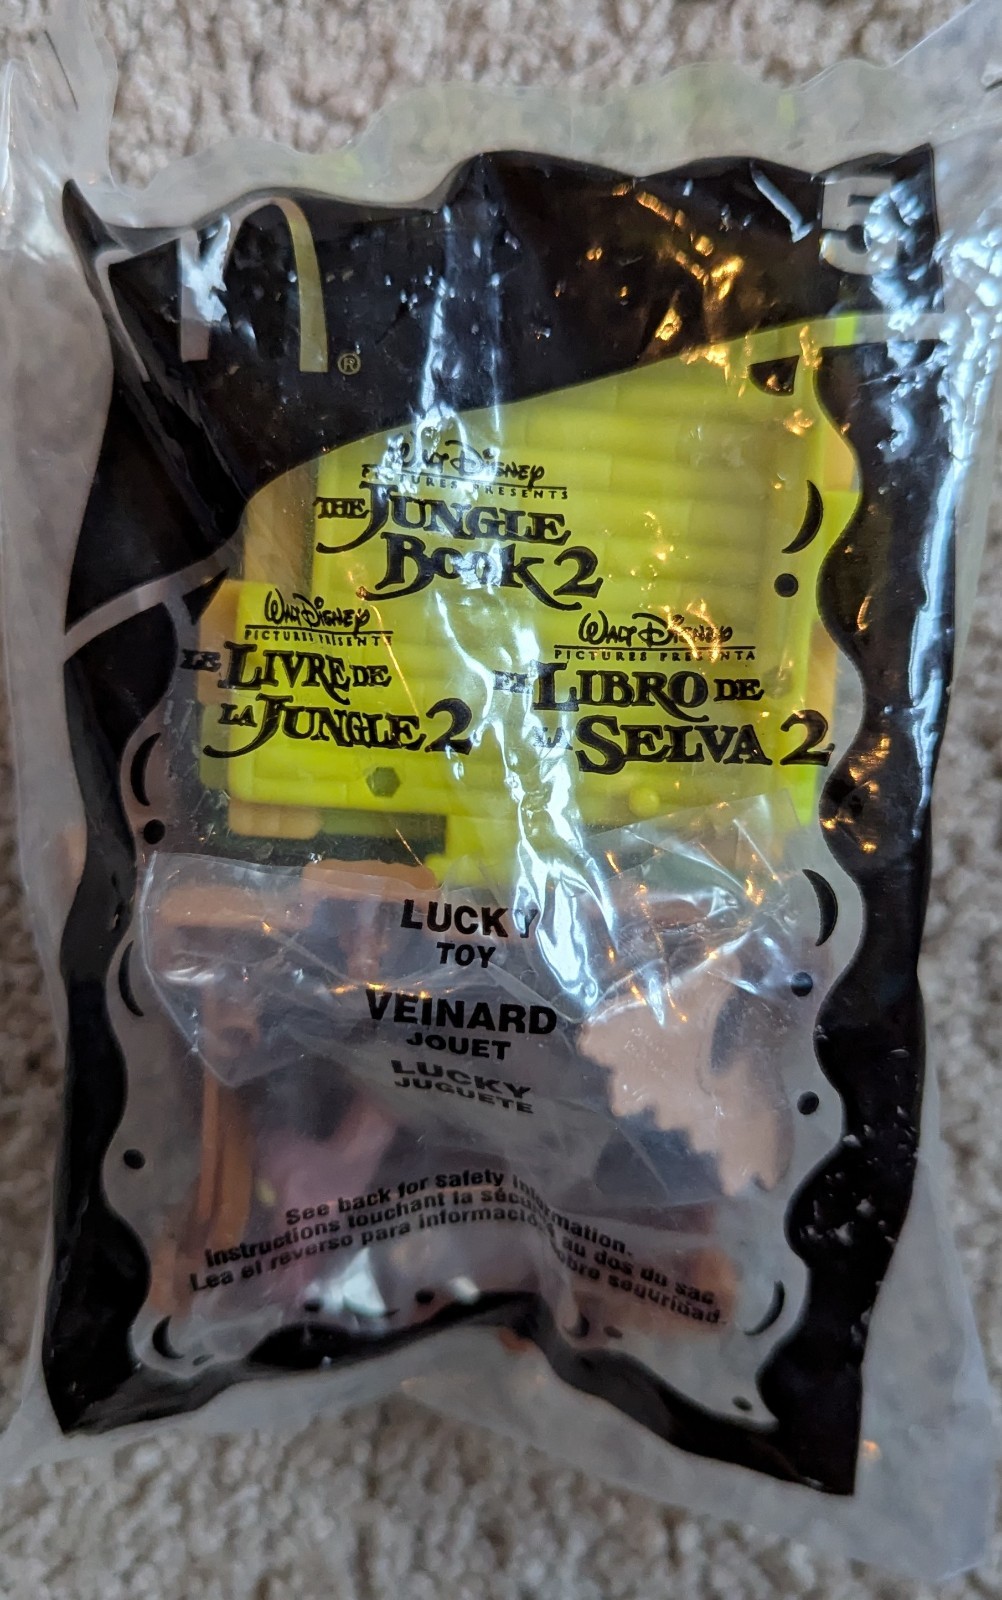 5
®
WALT DISNEY
PICTURES PRESENTS
THE JUNGLE
BOOK 2
WALT DISNEY
PICTURES PRESENTS
LE LIVRE DE
LA JUNGLE 2
WALT DISNEY
PICTURES PRESENTA
EL LIBRO DE
LA SELVA 2
LUCKY
TOY
VEINARD
JOUET
LUCKY
JUGUETE
See back for safety information.
Instructions touchant la sécurité au dos du sac.
Lea el reverso para información sobre seguridad.